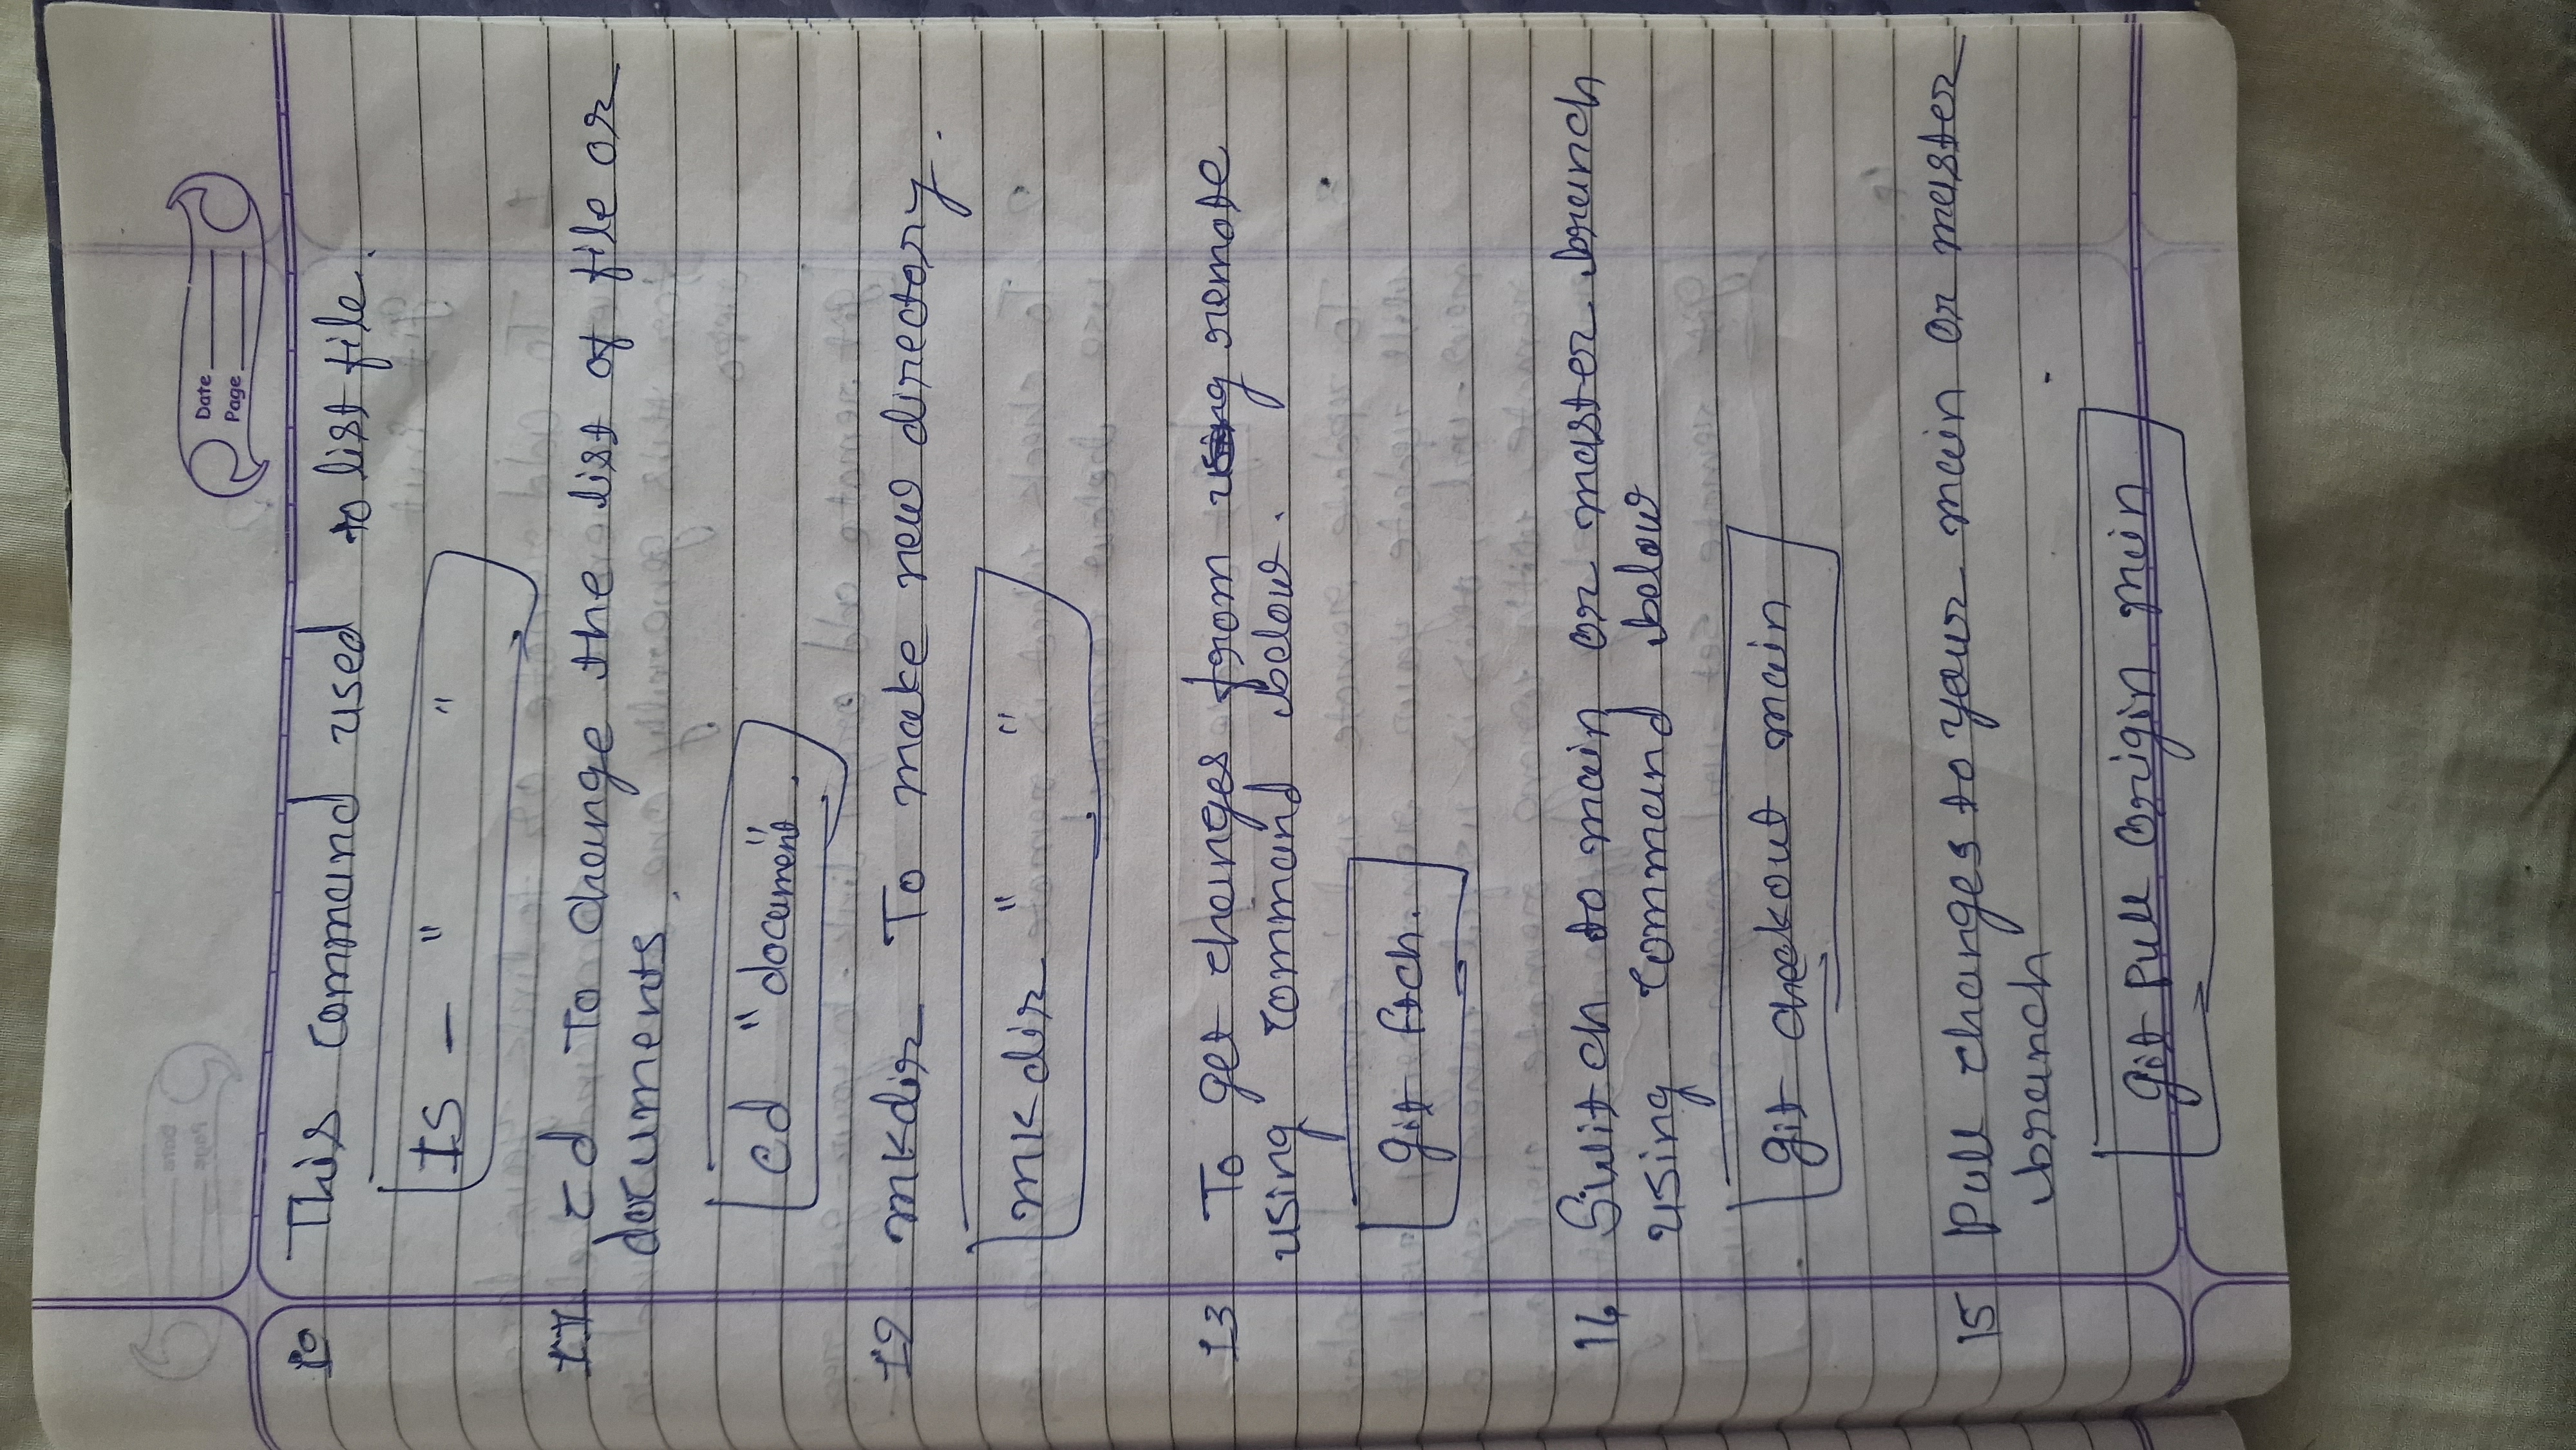 Date
Page
10 This command used to list file.
IS - " "
11 cd To change the list of file or
documents.
cd "document".
12 mkdir To make new directory.
mkdir " "
13 To get changes from using remote
using command below.
git ftch.
14 Switch to main or master branch
using command below
git checkout main
15 Pull changes to your main or master
branch
git pull origin main